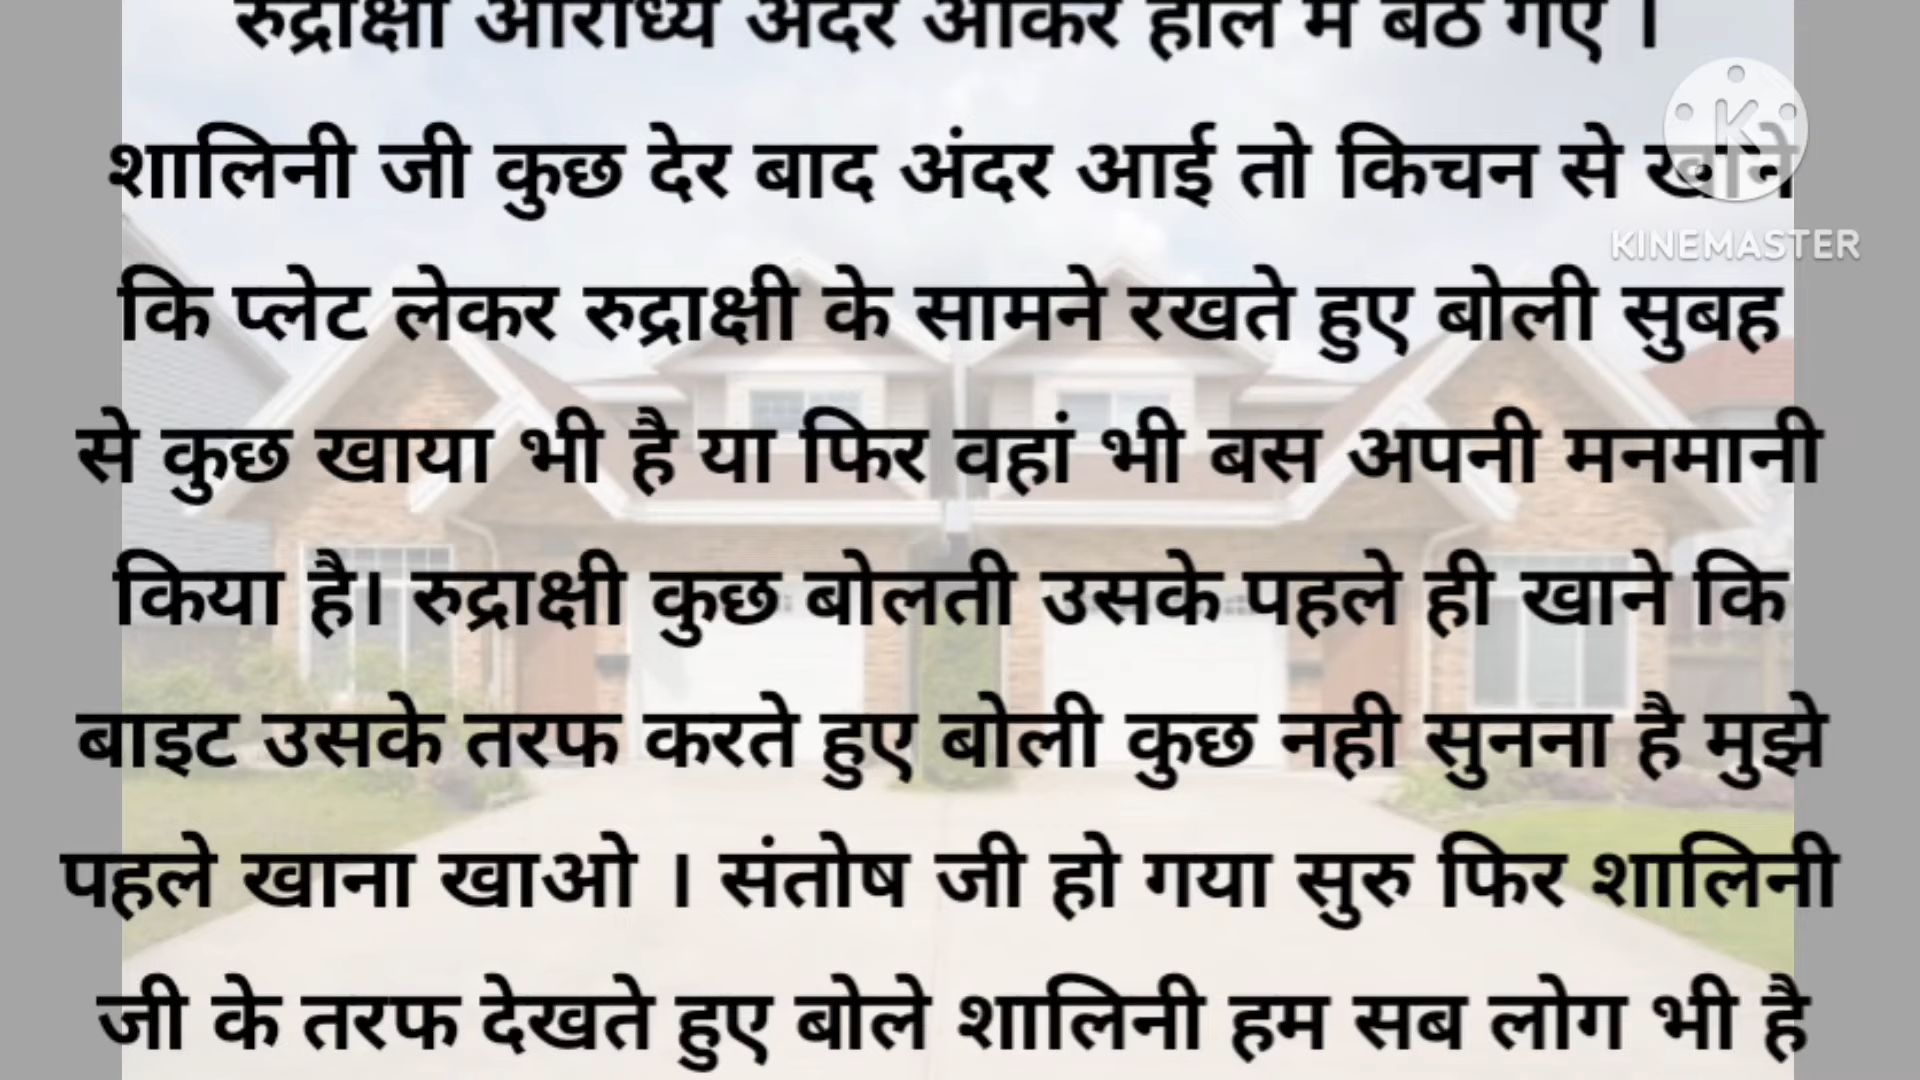 रुद्राक्षी आराध्य अंदर आकर हॉल में बैठ गए ।
शालिनी जी कुछ देर बाद अंदर आई तो किचन से खाने
कि प्लेट लेकर रुद्राक्षी के सामने रखते हुए बोली सुबह
से कुछ खाया भी है या फिर वहां भी बस अपनी मनमानी
किया है। रुद्राक्षी कुछ बोलती उसके पहले ही खाने कि
बाइट उसके तरफ करते हुए बोली कुछ नही सुनना है मुझे
पहले खाना खाओ । संतोष जी हो गया सुरु फिर शालिनी
जी के तरफ देखते हुए बोले शालिनी हम सब लोग भी है
K
KINEMASTER